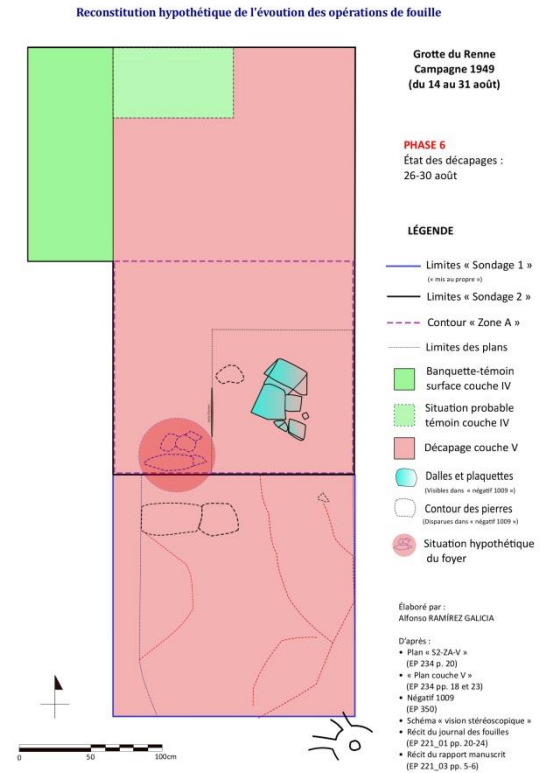 Reconstitution hypothétique de l'évoution des opérations de fouille
Grotte du Renne
Campagne 1949
(du 14 au 31 août)
PHASE 6
État des décapages :
26-30 août
LÉGENDE
Limites « Sondage 1 »
(« mis au propre »)
Limites « Sondage 2 »
Contour « Zone A »
Limites des plans
Banquette-témoin
surface couche IV
Situation probable
témoin couche IV
Décapage couche V
Dalles et plaquettes
(Visibles dans « négatif 1009 »)
Contour des pierres
(Disparues dans « négatif 1009 »)
Situation hypothétique
du foyer
Élaboré par :
Alfonso RAMÍREZ GALICIA
D'après :
• Plan « S2-ZA-V »
(EP 234 p. 20)
• « Plan couche V »
(EP 234 pp. 18 et 23)
• Négatif 1009
(EP 350)
• Schéma « vision stéréoscopique »
• Récit du journal des fouilles
(EP 221_01 pp. 20-24)
• Récit du rapport manuscrit
(EP 221_03 pp. 5-6)
0 50 100cm